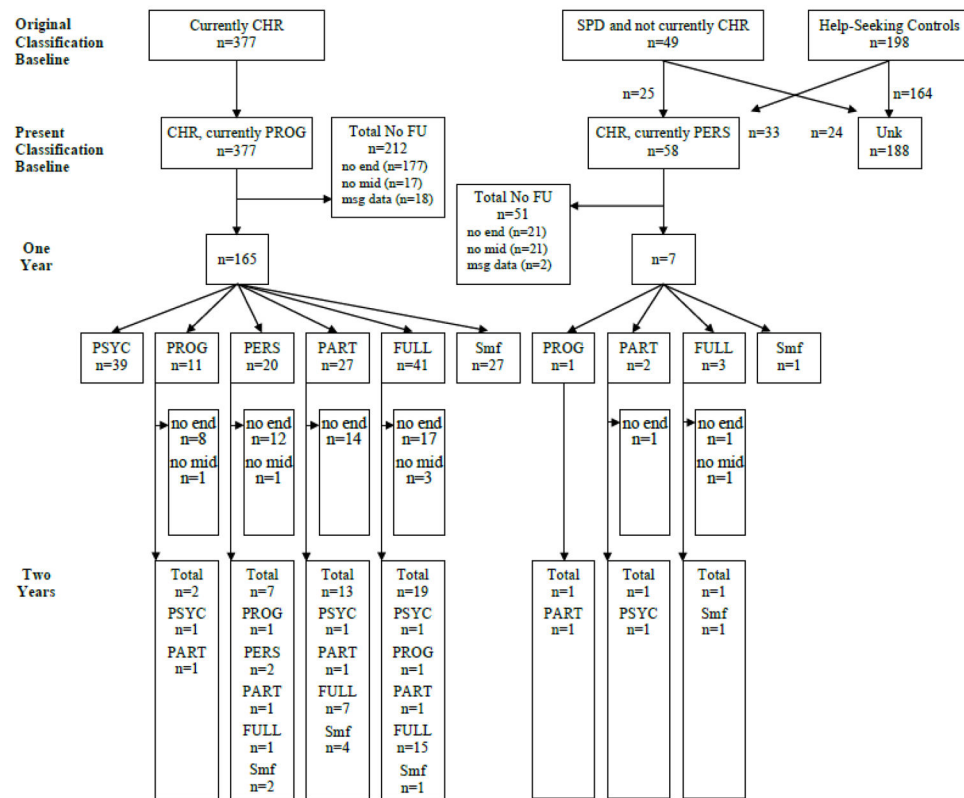 Original
Classification
Baseline
Currently CHR
n=377
SPD and not currently CHR
n=49
Help-Seeking Controls
n=198
n=25
n=164
Present
Classification
Baseline
CHR, currently PROG
n=377
Total No FU
n=212
no end (n=177)
no mid (n=17)
msg data (n=18)
CHR, currently PERS
n=58
n=33
n=24
Unk
n=188
Total No FU
n=51
no end (n=21)
no mid (n=21)
msg data (n=2)
One
Year
n=165
n=7
PSYC
n=39
PROG
n=11
PERS
n=20
PART
n=27
FULL
n=41
Smf
n=27
PROG
n=1
PART
n=2
FULL
n=3
Smf
n=1
no end
n=8
no mid
n=1
no end
n=12
no mid
n=1
no end
n=14
no end
n=17
no mid
n=3
no end
n=1
no end
n=1
no mid
n=1
Two
Years
Total
n=2
PSYC
n=1
PART
n=1
Total
n=7
PROG
n=1
PERS
n=2
PART
n=1
FULL
n=1
Smf
n=2
Total
n=13
PSYC
n=1
PART
n=1
FULL
n=7
Smf
n=4
Total
n=19
PSYC
n=1
PROG
n=1
PART
n=1
FULL
n=15
Smf
n=1
Total
n=1
PART
n=1
Total
n=1
PSYC
n=1
Total
n=1
Smf
n=1